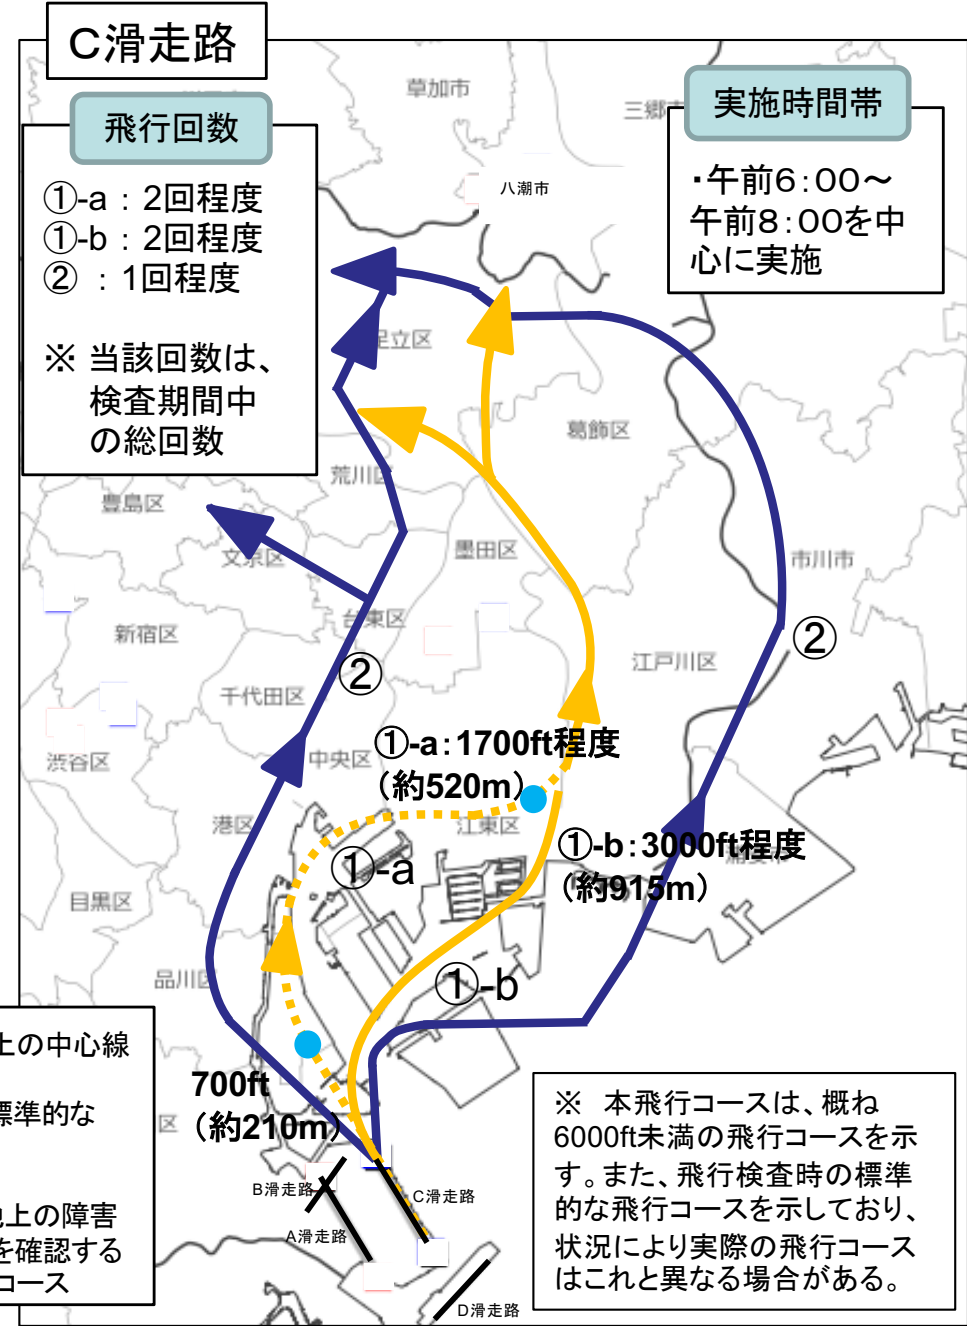 C滑走路
飛行回数
①-a：2回程度
①-b：2回程度
②：1回程度
※ 当該回数は、
検査期間中
の総回数
実施時間帯
・午前6：00～
午前8：00を中
心に実施
草加市
三郷
八潮市
足立区
葛飾区
荒川区
豊島区
文京区
墨田区
市川市
台東区
新宿区
江戸川区
②
②
千代田区
①-a：1700ft程度
（約520m）
中央区
渋谷区
港区
江東区
①-b：3000ft程度
（約915m）
①-a
目黒区
品川区
①-b
上の中心線
標準的な
上の障害
を確認する
コース
700ft
（約210m）
区
B滑走路
C滑走路
A滑走路
D滑走路
※　本飛行コースは、概ね
6000ft未満の飛行コースを示
す。また、飛行検査時の標準
的な飛行コースを示しており、
状況により実際の飛行コース
はこれと異なる場合がある。